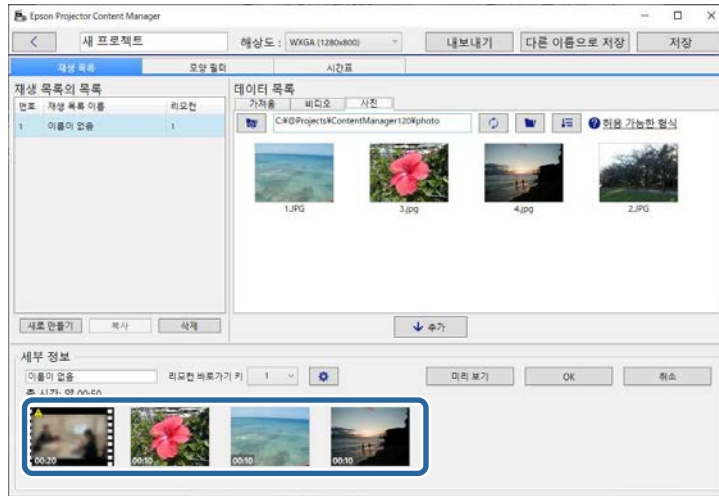 Epson Projector Content Manager
새 프로젝트
해상도 : WXGA (1280x800)
내보내기
다른 이름으로 저장
저장
재생 목록
모양 필터
시간표
재생 목록의 목록
번호 재생 목록 이름 리모컨
1 이름이 없음 1
새로 만들기
복사
삭제
데이터 목록
가져옴
비디오
사진
C:₩@Projects₩ContentManager120₩photo
허용 가능한 형식
1.JPG
3.jpg
4.jpg
2.JPG
추가
세부 정보
이름이 없음
리모컨 바로가기 키 1
미리 보기
OK
취소
총 시간: 약 00:50
00:20
00:10
00:10
00:10